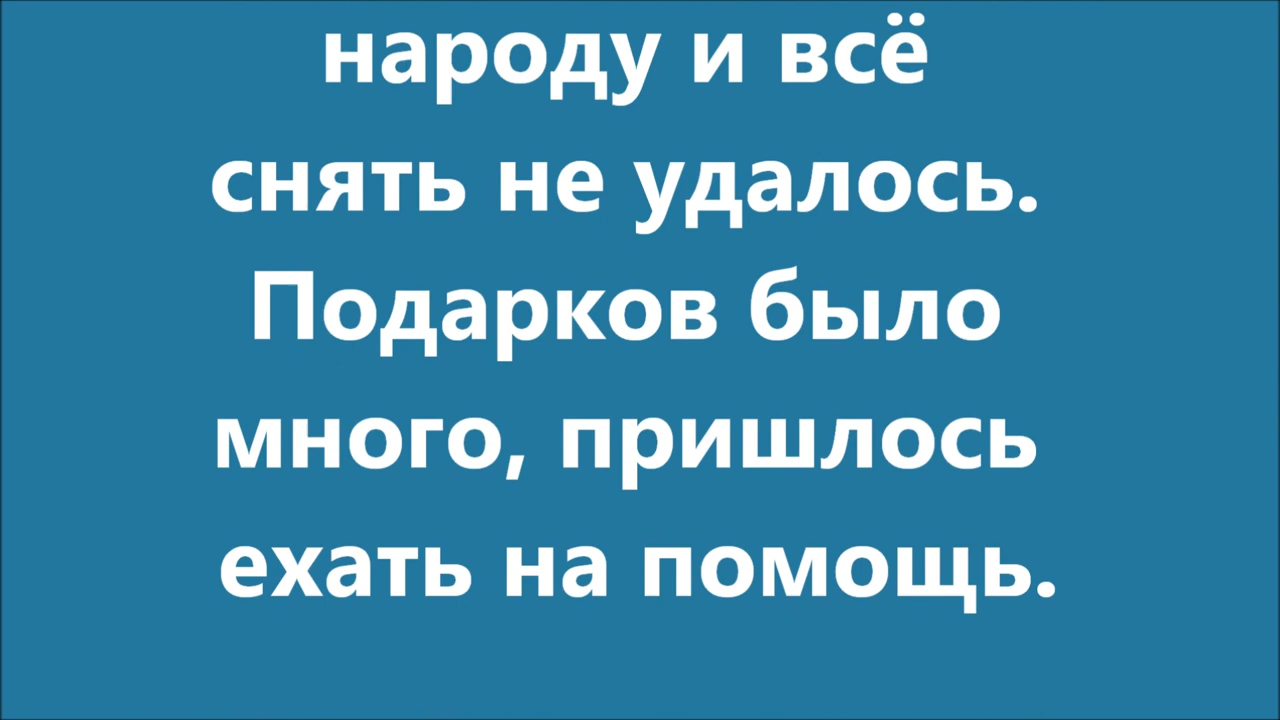 народу и всё
снять не удалось.
Подарков было
много, пришлось
ехать на помощь.